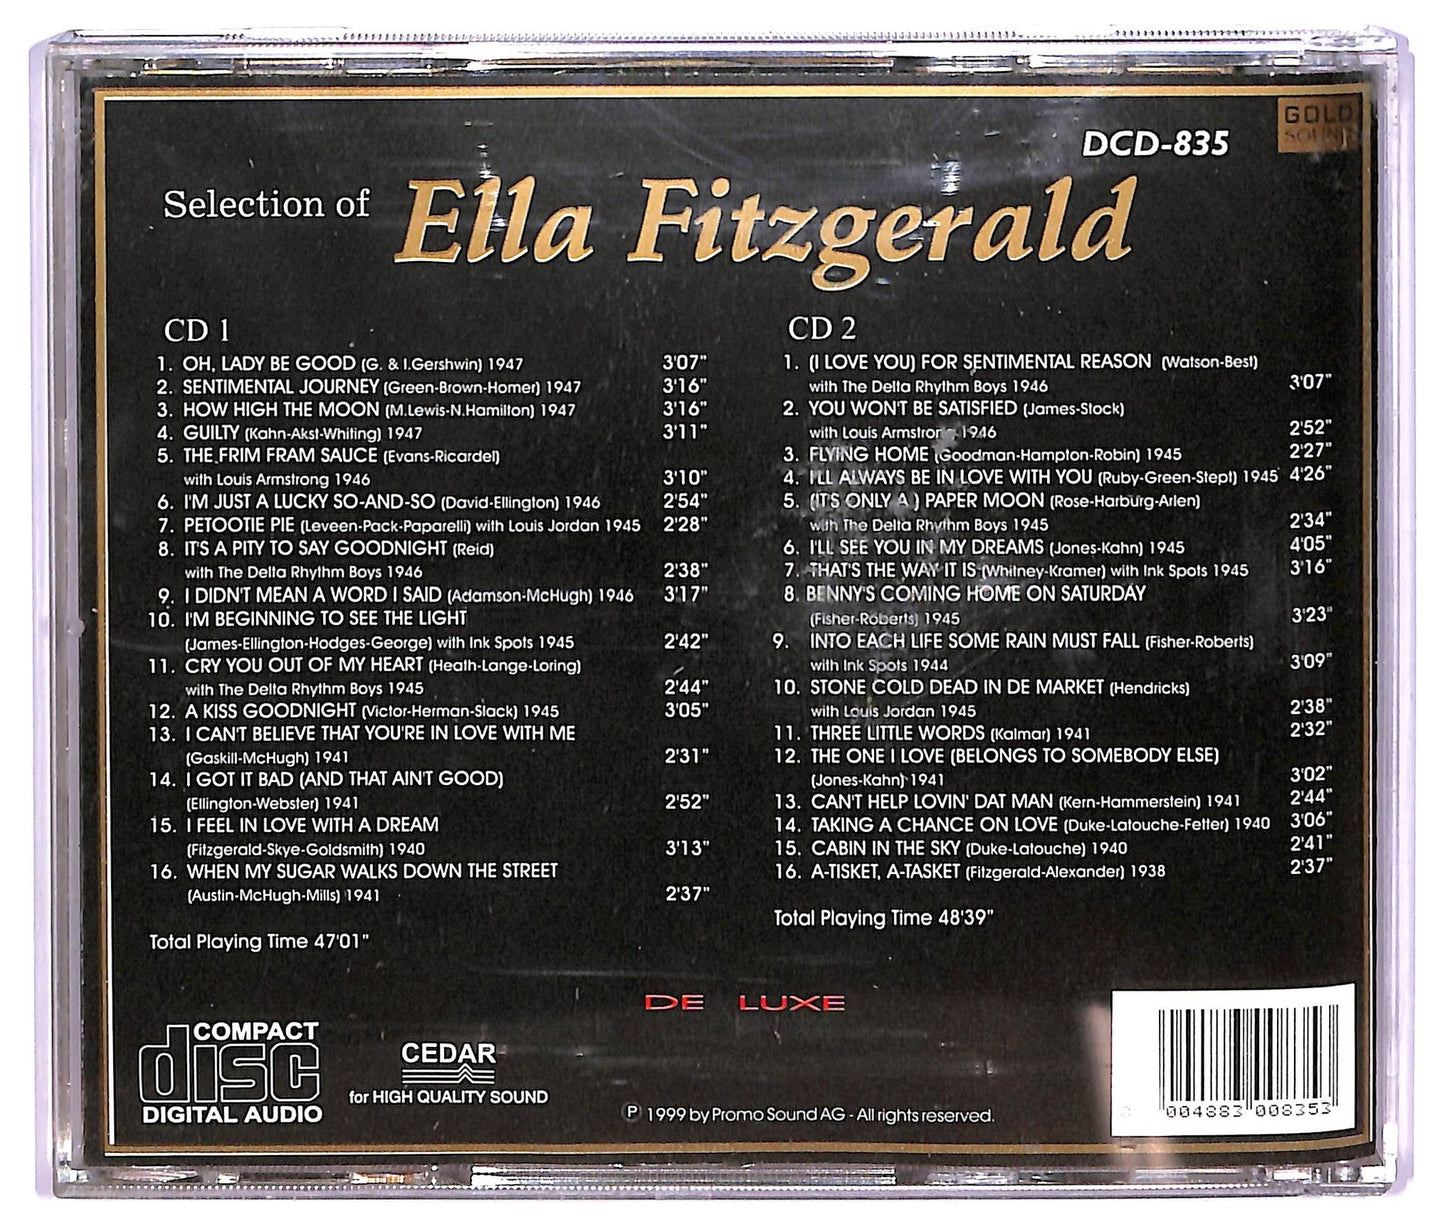 DCD-835
GOLD
SOUND
Selection of Ella Fitzgerald
CD 1
1. OH, LADY BE GOOD (G. & I.Gershwin) 1947 3'07"
2. SENTIMENTAL JOURNEY (Green-Brown-Homer) 1947 3'16"
3. HOW HIGH THE MOON (M.Lewis-N.Hamilton) 1947 3'16"
4. GUILTY (Kahn-Akst-Whiting) 1947 3'11"
5. THE FRIM FRAM SAUCE (Evans-Ricardel)
with Louis Armstrong 1946 3'10"
6. I'M JUST A LUCKY SO-AND-SO (David-Ellington) 1946 2'54"
7. PETOOTIE PIE (Leveen-Pack-Paparelli) with Louis Jordan 1945 2'28"
8. IT'S A PITY TO SAY GOODNIGHT (Reid)
with The Delta Rhythm Boys 1946 2'38"
9. I DIDN'T MEAN A WORD I SAID (Adamson-McHugh) 1946 3'17"
10. I'M BEGINNING TO SEE THE LIGHT
(James-Ellington-Hodges-George) with Ink Spots 1945 2'42"
11. CRY YOU OUT OF MY HEART (Heath-Lange-Loring)
with The Delta Rhythm Boys 1945 2'44"
12. A KISS GOODNIGHT (Victor-Herman-Slack) 1945 3'05"
13. I CAN'T BELIEVE THAT YOU'RE IN LOVE WITH ME
(Gaskill-McHugh) 1941 2'31"
14. I GOT IT BAD (AND THAT AIN'T GOOD)
(Ellington-Webster) 1941 2'52"
15. I FEEL IN LOVE WITH A DREAM
(Fitzgerald-Skye-Goldsmith) 1940 3'13"
16. WHEN MY SUGAR WALKS DOWN THE STREET
(Austin-McHugh-Mills) 1941 2'37"
Total Playing Time 47'01"
CD 2
1. (I LOVE YOU) FOR SENTIMENTAL REASON (Watson-Best)
with The Delta Rhythm Boys 1946 3'07"
2. YOU WON'T BE SATISFIED (James-Stock)
with Louis Armstrong 1946 2'52"
3. FLYING HOME (Goodman-Hampton-Robin) 1945 2'27"
4. I'LL ALWAYS BE IN LOVE WITH YOU (Ruby-Green-Stept) 1945 4'26"
5. (IT'S ONLY A ) PAPER MOON (Rose-Harburg-Arlen)
with The Delta Rhythm Boys 1945 2'34"
6. I'LL SEE YOU IN MY DREAMS (Jones-Kahn) 1945 4'05"
7. THAT'S THE WAY IT IS (Whitney-Kramer) with Ink Spots 1945 3'16"
8. BENNY'S COMING HOME ON SATURDAY
(Fisher-Roberts) 1945 3'23"
9. INTO EACH LIFE SOME RAIN MUST FALL (Fisher-Roberts)
with Ink Spots 1944 3'09"
10. STONE COLD DEAD IN DE MARKET (Hendricks)
with Louis Jordan 1945 2'38"
11. THREE LITTLE WORDS (Kalmar) 1941 2'32"
12. THE ONE I LOVE (BELONGS TO SOMEBODY ELSE)
(Jones-Kahn) 1941 3'02"
13. CAN'T HELP LOVIN' DAT MAN (Kern-Hammerstein) 1941 2'44"
14. TAKING A CHANCE ON LOVE (Duke-Latouche-Fetter) 1940 3'06"
15. CABIN IN THE SKY (Duke-Latouche) 1940 2'41"
16. A-TISKET, A-TASKET (Fitzgerald-Alexander) 1938 2'37"
Total Playing Time 48'39"
DE LUXE
COMPACT
disc
DIGITAL AUDIO
CEDAR
for HIGH QUALITY SOUND
Ⓟ 1999 by Promo Sound AG - All rights reserved.
004883 008353